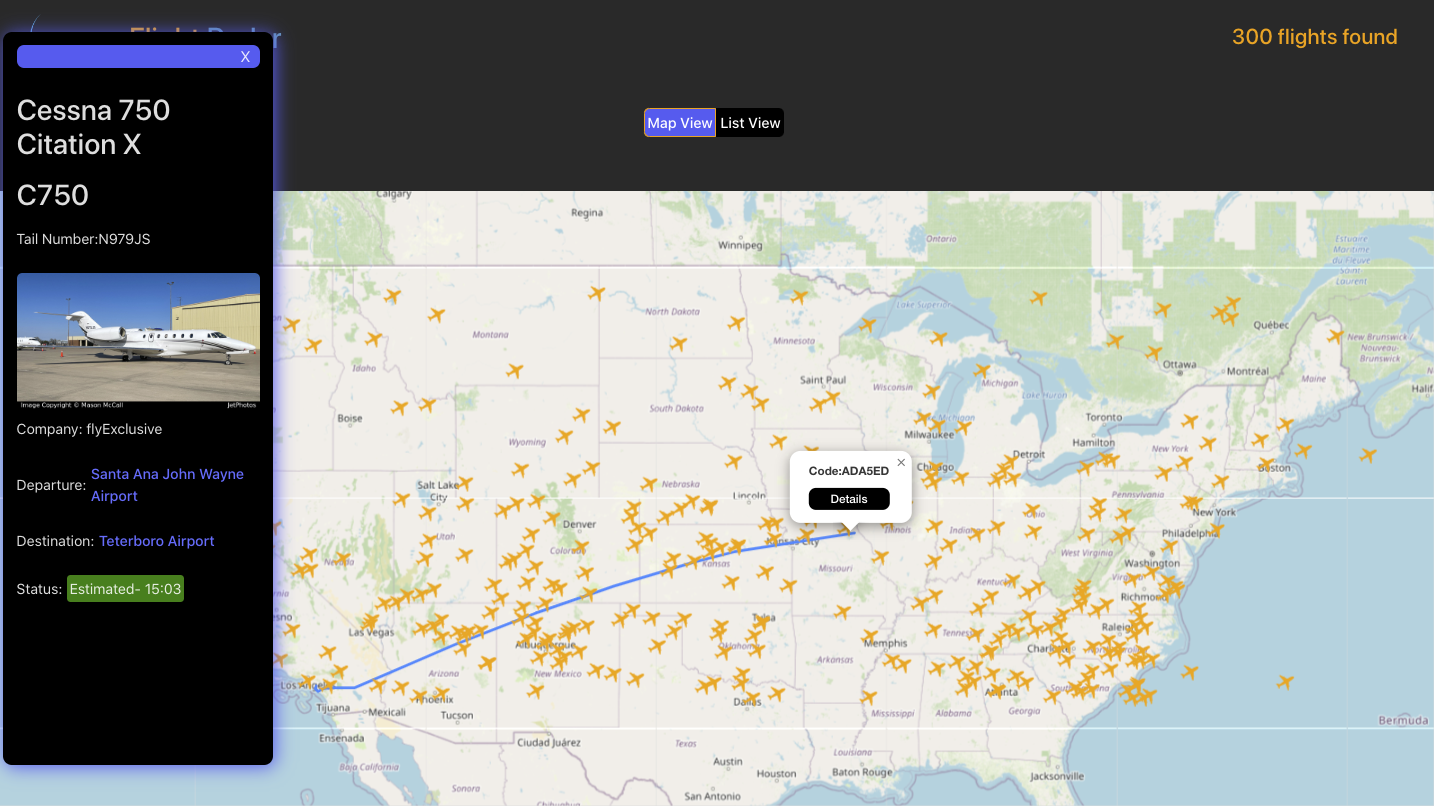 Flight Radar
300 flights found
X
Map View
List View
Cessna 750
Citation X
C750
Tail Number:N979JS
Image Copyright © Mason McCall
JetPhotos
Company: flyExclusive
Departure: Santa Ana John Wayne
Airport
Destination: Teterboro Airport
Status: Estimated- 15:03
Code:ADA5ED
×
Details
Calgary
Regina
Winnipeg
Ontario
Estuaire
Maritime
du Fleuve
Saint
Laurent
Lake Superior
North Dakota
Montana
Minnesota
Québec
New Brunswick
Nouveau
Brunswick
Idaho
Ottawa
Montréal
Maine
Saint Paul
Wisconsin
Michigan
Halif
Boise
South Dakota
Lake Huron
Lake Michigan
Toronto
Hamilton
New York
Milwaukee
Wyoming
Detroit
Chicago
Boston
Salt Lake
City
Nebraska
Lincoln
Pennsylvania
New York
Denver
Utah
Colorado
Kansas City
Illinois
Indiana
Philadelphia
Nevada
Kansas
Missouri
West Virginia
Washington
Kentucky
Richmond
Las Vegas
Tulsa
Raleigh
Albuquerque
Oklahoma
Memphis
Tennessee
Charlotte
Arizona
New Mexico
Arkansas
Los Angeles
Phoenix
Atlanta
South Carolina
Tijuana
Mexicali
Tucson
Dallas
Mississippi
Alabama
Georgia
Bermuda
Ensenada
Ciudad Juárez
Texas
Louisiana
Baja California
Austin
Houston
Baton Rouge
Jacksonville
Sonora
San Antonio